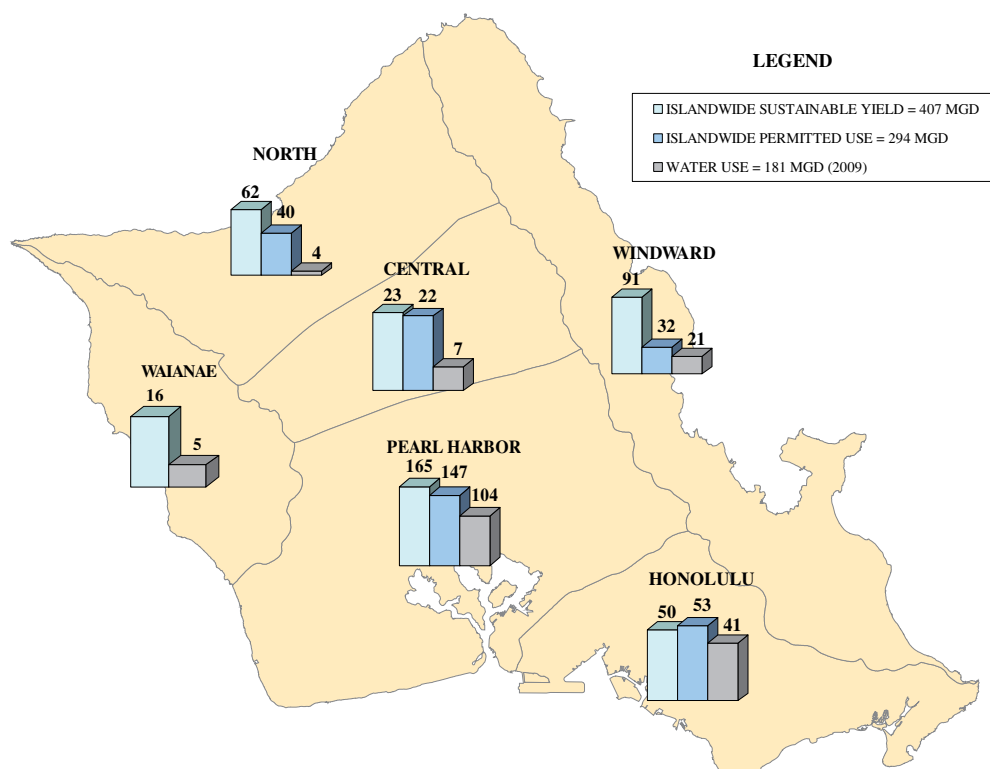 LEGEND
ISLANDWIDE SUSTAINABLE YIELD = 407 MGD
ISLANDWIDE PERMITTED USE = 294 MGD
WATER USE = 181 MGD (2009)
NORTH
62
40
4
CENTRAL
23
22
7
WINDWARD
91
32
21
WAIANAE
16
5
PEARL HARBOR
165
147
104
HONOLULU
50
53
41